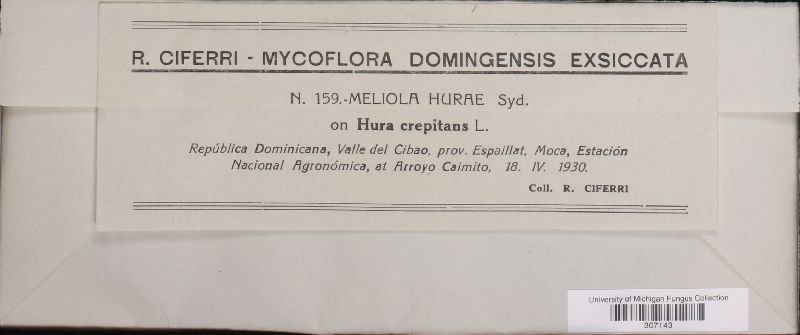 R. CIFERRI - MYCOFLORA DOMINGENSIS EXSICCATA
N. 159.-MELIOLA HURAE Syd.
on Hura crepitans L.
República Dominicana, Valle del Cibao, prov. Espaillat, Moca, Estación
Nacional Agronómica, at Arroyo Caimito, 18. IV. 1930.
Coll. R. CIFERRI
University of Michigan Fungus Collection
307143